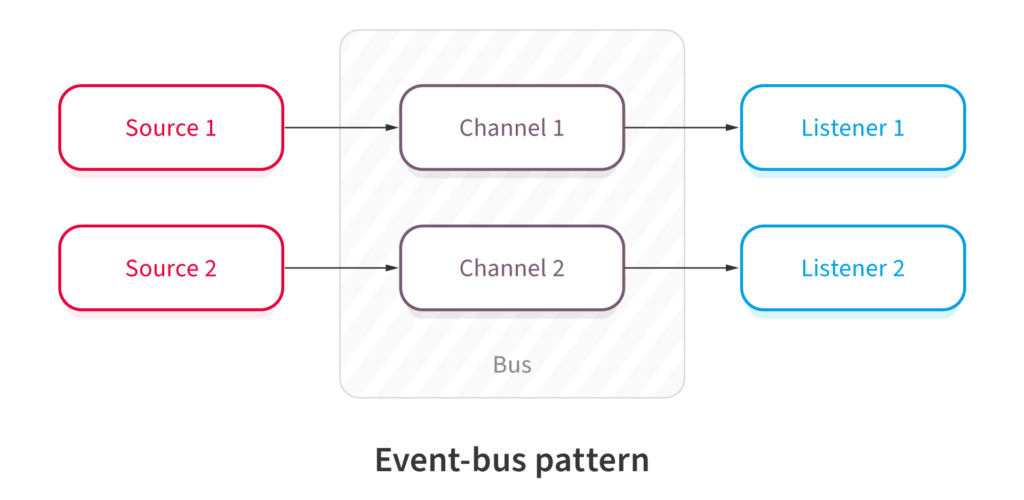 Source 1
Channel 1
Listener 1
Source 2
Channel 2
Listener 2
Bus
Event-bus pattern